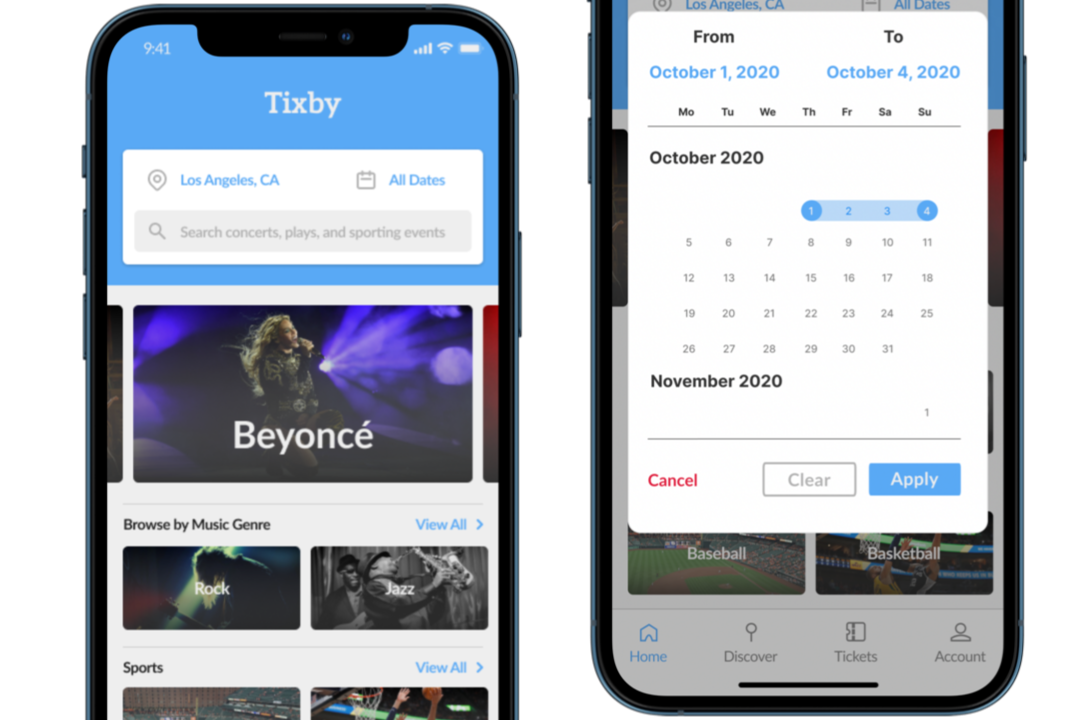 9:41
Tixby
Los Angeles, CA
All Dates
Search concerts, plays, and sporting events
Beyoncé
Browse by Music Genre
View All
Rock
Jazz
Sports
View All
Los Angeles, CA
All Dates
From
To
October 1, 2020
October 4, 2020
Mo Tu We Th Fr Sa Su
October 2020
1 2 3 4
5 6 7 8 9 10 11
12 13 14 15 16 17 18
19 20 21 22 23 24 25
26 27 28 29 30 31
November 2020
1
Cancel
Clear
Apply
Baseball
Basketball
Home
Discover
Tickets
Account